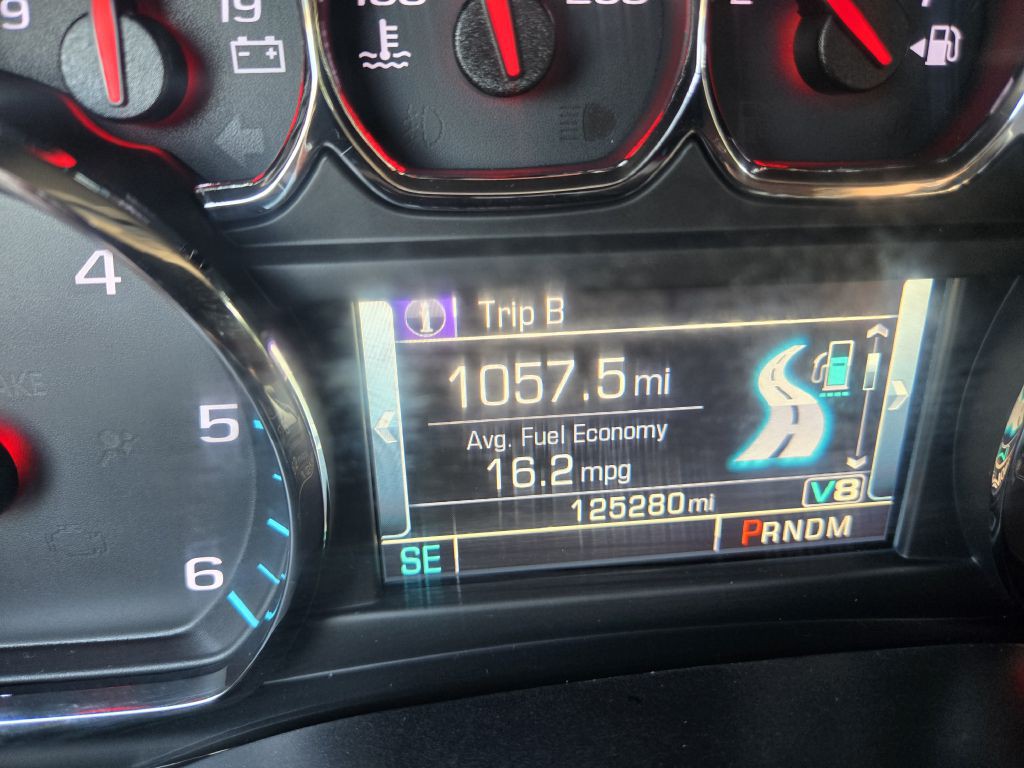 19
4
5
6
Trip B
1057.5 mi
Avg. Fuel Economy
16.2 mpg
125280 mi
V8
SE
PRNDM